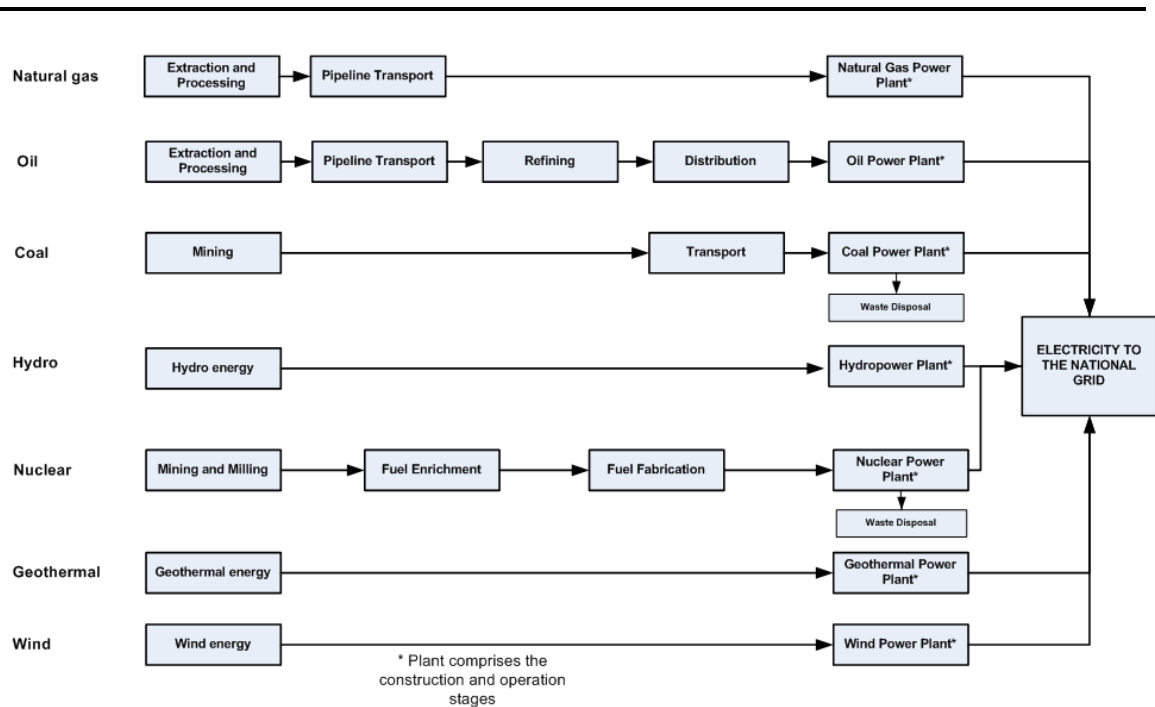 Natural gas
Extraction and
Processing
Pipeline Transport
Natural Gas Power
Plant*
Oil
Extraction and
Processing
Pipeline Transport
Refining
Distribution
Oil Power Plant*
Coal
Mining
Transport
Coal Power Plant*
Waste Disposal
Hydro
Hydro energy
Hydropower Plant*
ELECTRICITY TO
THE NATIONAL
GRID
Nuclear
Mining and Milling
Fuel Enrichment
Fuel Fabrication
Nuclear Power
Plant*
Waste Disposal
Geothermal
Geothermal energy
Geothermal Power
Plant*
Wind
Wind energy
Wind Power Plant*
* Plant comprises the
construction and operation
stages